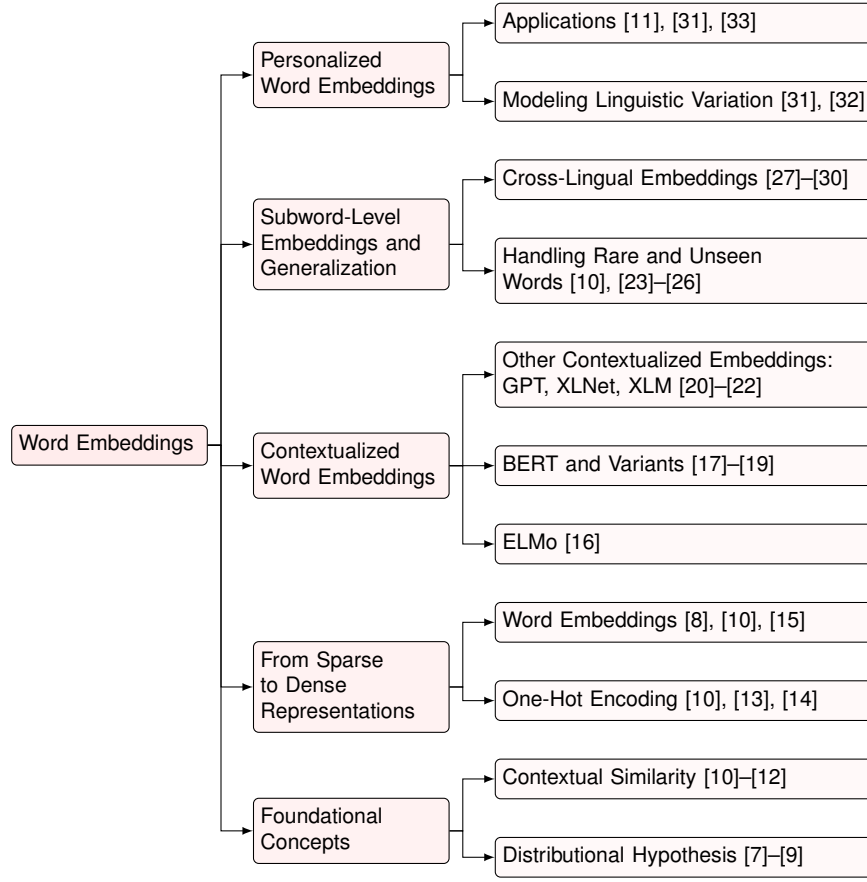 Word Embeddings
Personalized
Word Embeddings
Applications [11], [31], [33]
Modeling Linguistic Variation [31], [32]
Subword-Level
Embeddings and
Generalization
Cross-Lingual Embeddings [27]–[30]
Handling Rare and Unseen
Words [10], [23]–[26]
Contextualized
Word Embeddings
Other Contextualized Embeddings:
GPT, XLNet, XLM [20]–[22]
BERT and Variants [17]–[19]
ELMo [16]
From Sparse
to Dense
Representations
Word Embeddings [8], [10], [15]
One-Hot Encoding [10], [13], [14]
Foundational
Concepts
Contextual Similarity [10]–[12]
Distributional Hypothesis [7]–[9]